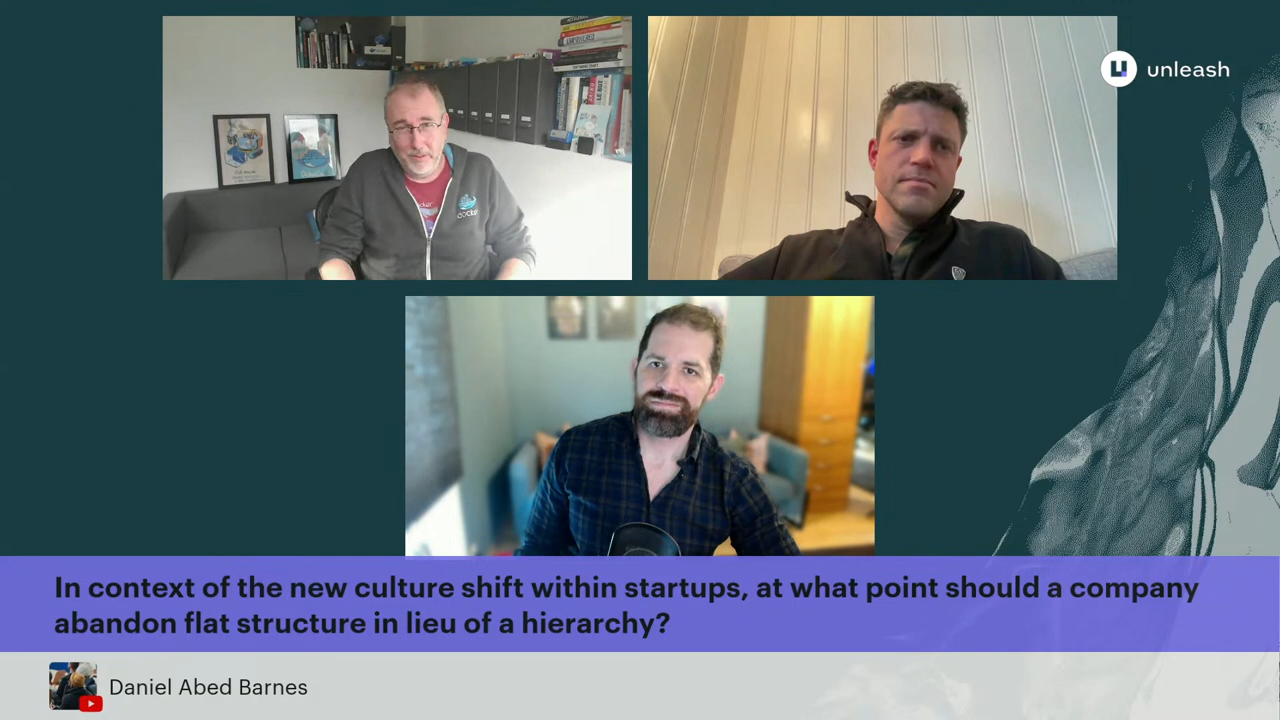 unleash
docker
In context of the new culture shift within startups, at what point should a company
abandon flat structure in lieu of a hierarchy?
Daniel Abed Barnes